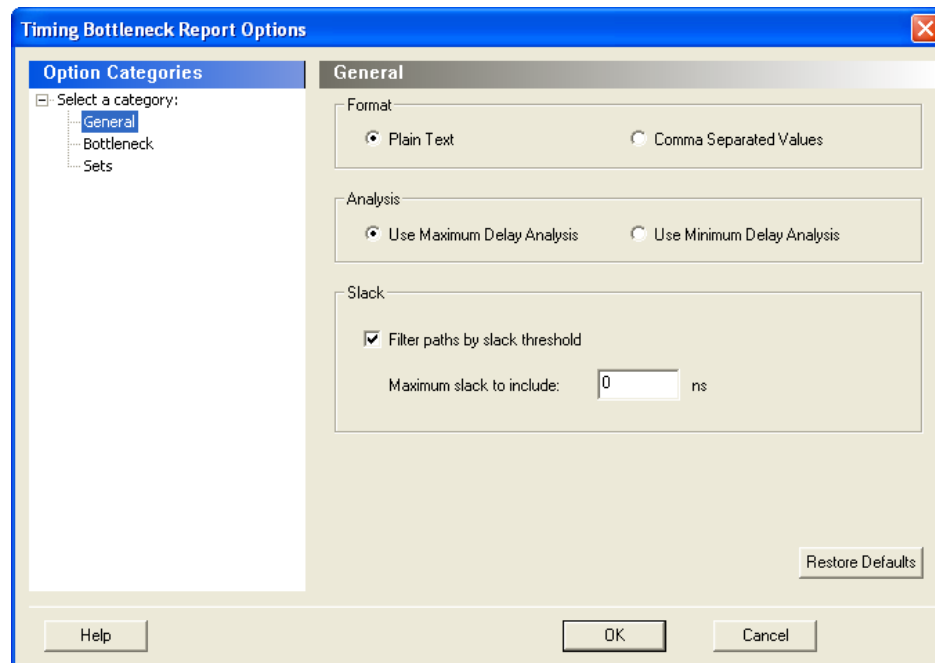 Timing Bottleneck Report Options
Option Categories
Select a category:
General
Bottleneck
Sets
General
Format
Plain Text
Comma Separated Values
Analysis
Use Maximum Delay Analysis
Use Minimum Delay Analysis
Slack
Filter paths by slack threshold
Maximum slack to include: 0 ns
Restore Defaults
Help
OK
Cancel